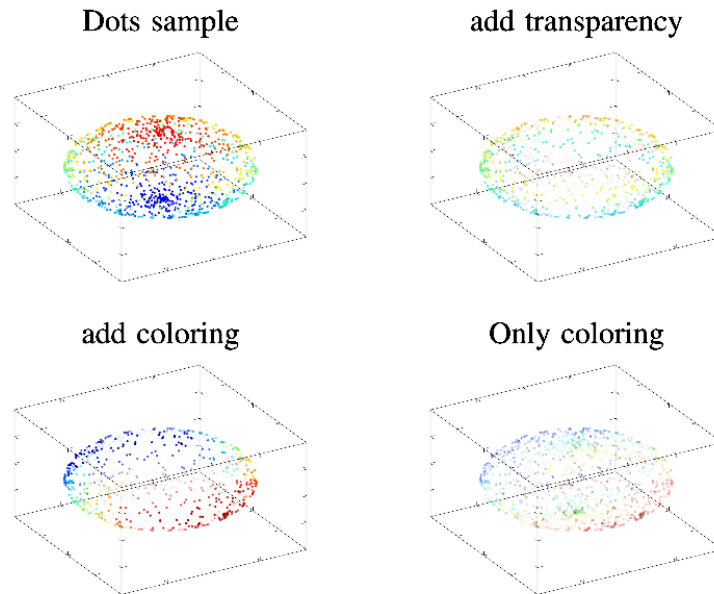 Dots sample
add transparency
add coloring
Only coloring